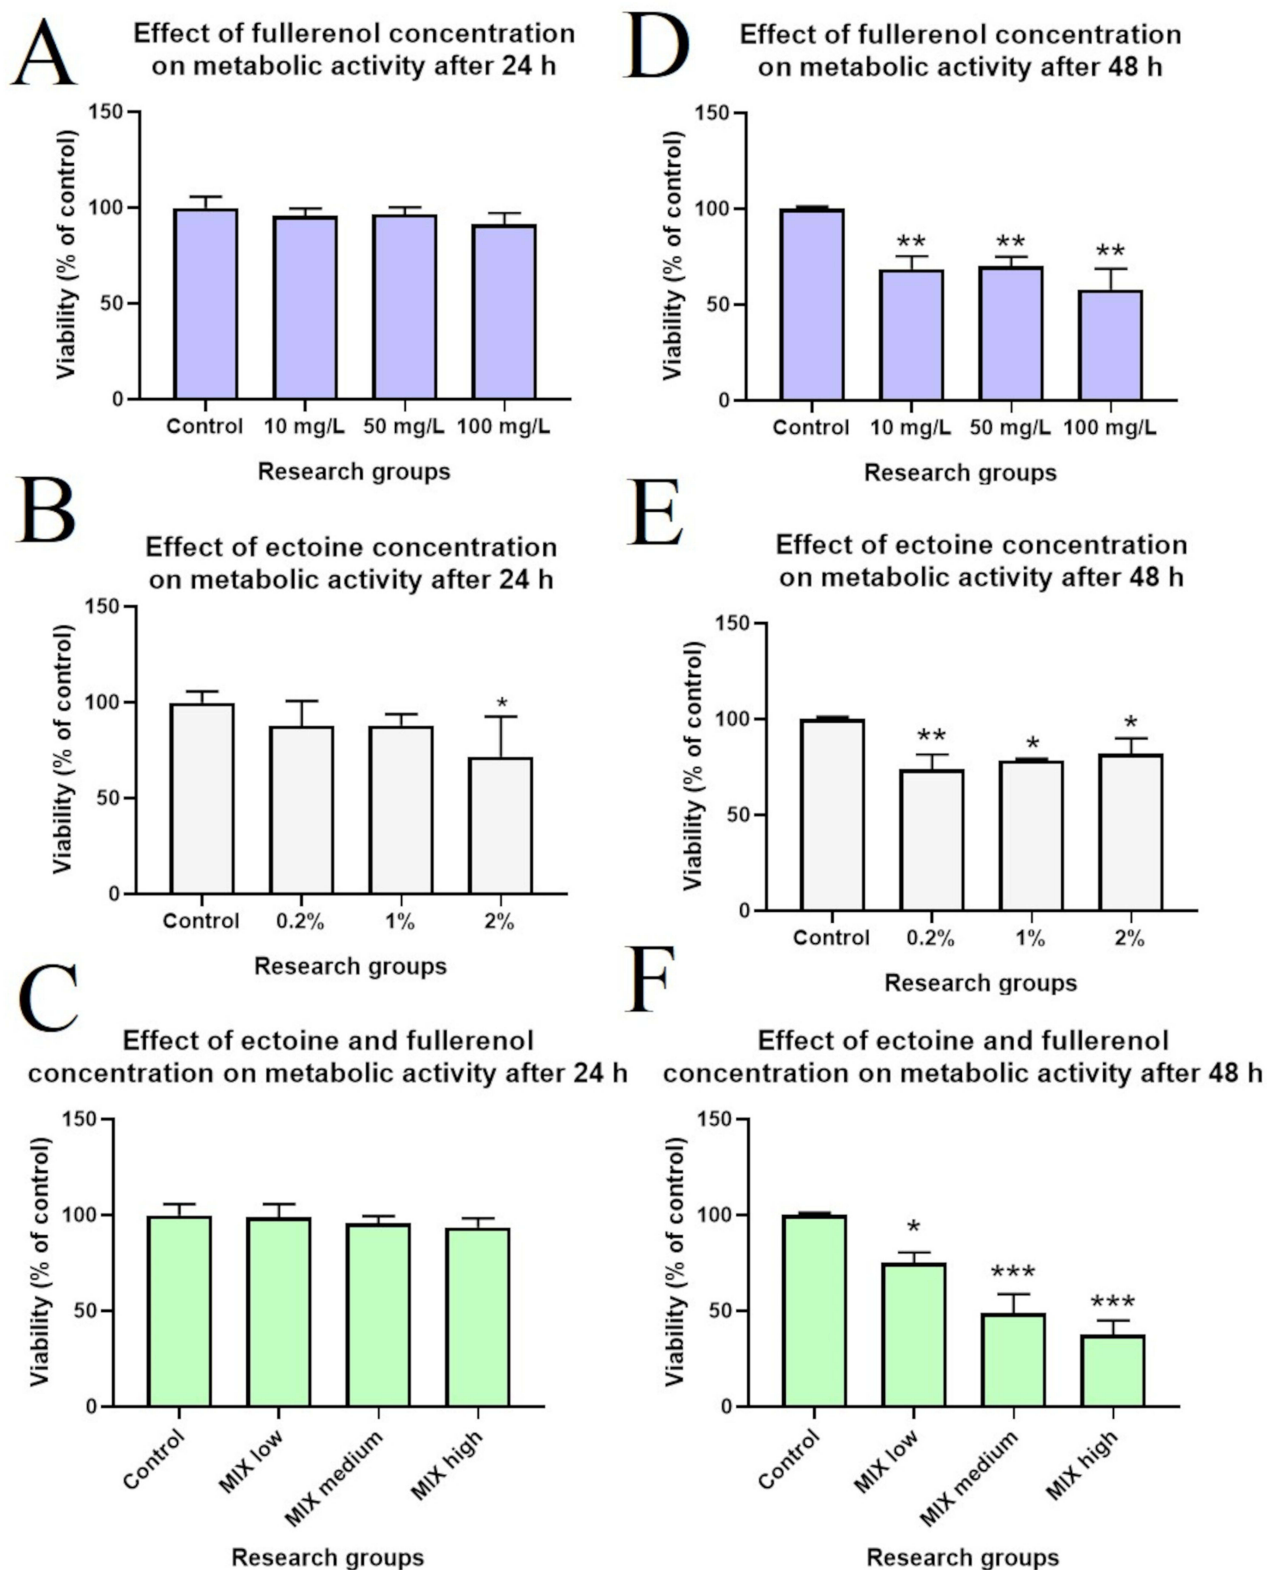 A
Effect of fullerenol concentration
on metabolic activity after 24 h
Viability (% of control)
150
100
50
0
Control 10 mg/L 50 mg/L 100 mg/L
Research groups
D
Effect of fullerenol concentration
on metabolic activity after 48 h
Viability (% of control)
150
100
50
0
**
**
**
Control 10 mg/L 50 mg/L 100 mg/L
Research groups
B
Effect of ectoine concentration
on metabolic activity after 24 h
Viability (% of control)
150
100
50
0
*
Control 0.2% 1% 2%
Research groups
E
Effect of ectoine concentration
on metabolic activity after 48 h
Viability (% of control)
150
100
50
0
**
*
*
Control 0.2% 1% 2%
Research groups
C
Effect of ectoine and fullerenol
concentration on metabolic activity after 24 h
Viability (% of control)
150
100
50
0
Control
MIX low
MIX medium
MIX high
Research groups
F
Effect of ectoine and fullerenol
concentration on metabolic activity after 48 h
Viability (% of control)
150
100
50
0
*
***
***
Control
MIX low
MIX medium
MIX high
Research groups